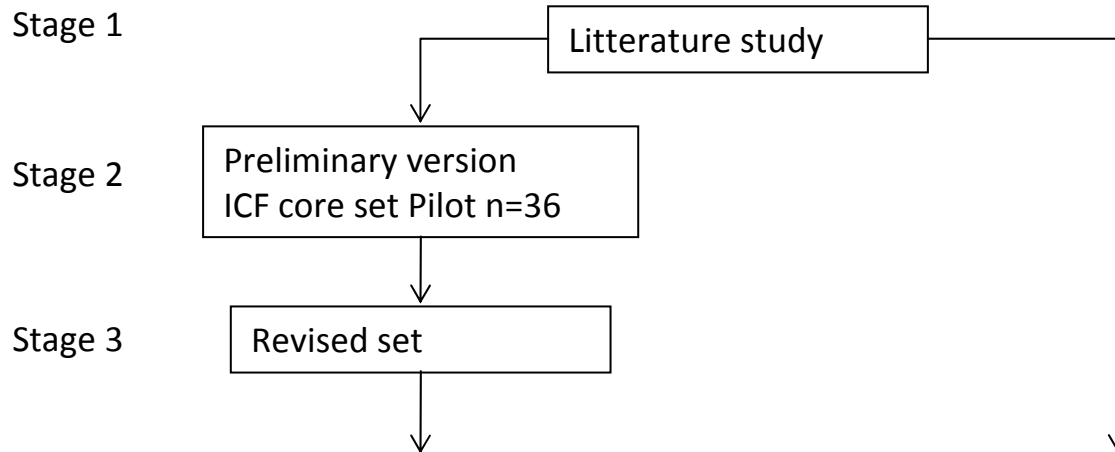 Stage 1
Litterature study
Stage 2
Preliminary version
ICF core set Pilot n=36
Stage 3
Revised set